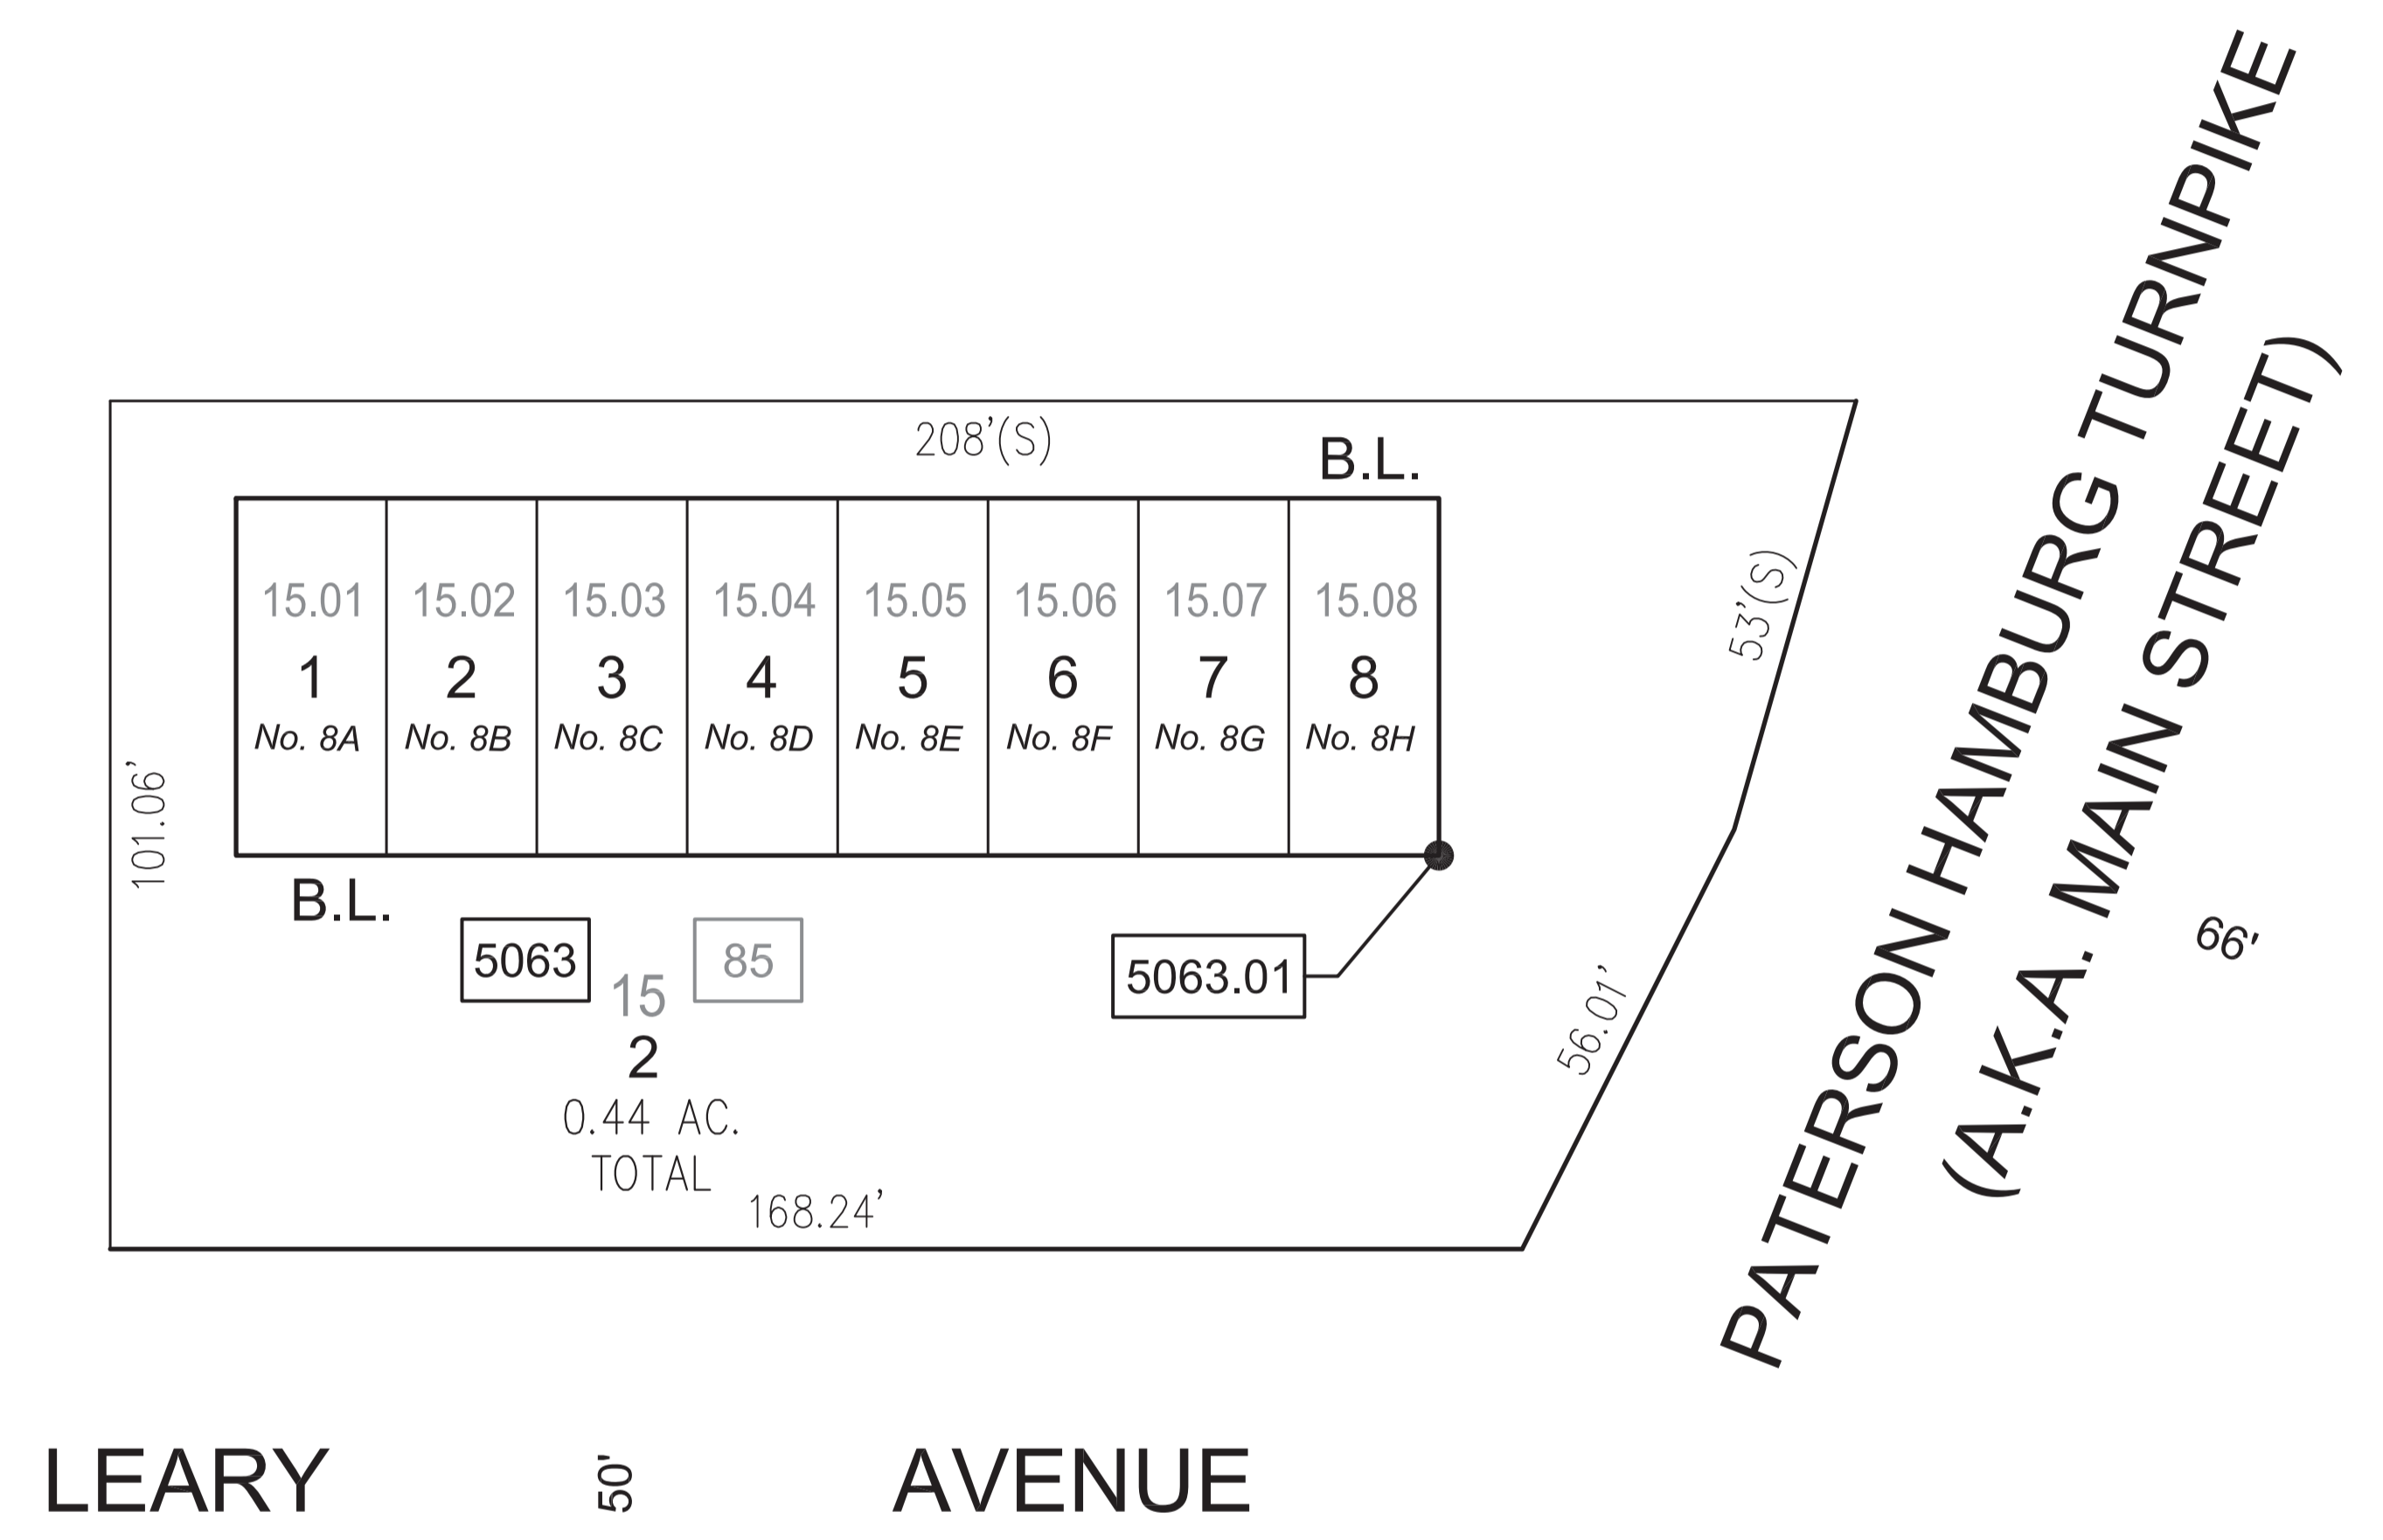 208'(S)
B.L.
15.01 15.02 15.03 15.04 15.05 15.06 15.07 15.08
1 2 3 4 5 6 7 8
No. 8A No. 8B No. 8C No. 8D No. 8E No. 8F No. 8G No. 8H
53'(S)
101.06'
B.L.
5063
85
5063.01
15
2
0.44 AC.
TOTAL
168.24'
56.01'
PATERSON HAMBURG TURNPIKE
(A.K.A. MAIN STREET)
66'
LEARY 50' AVENUE